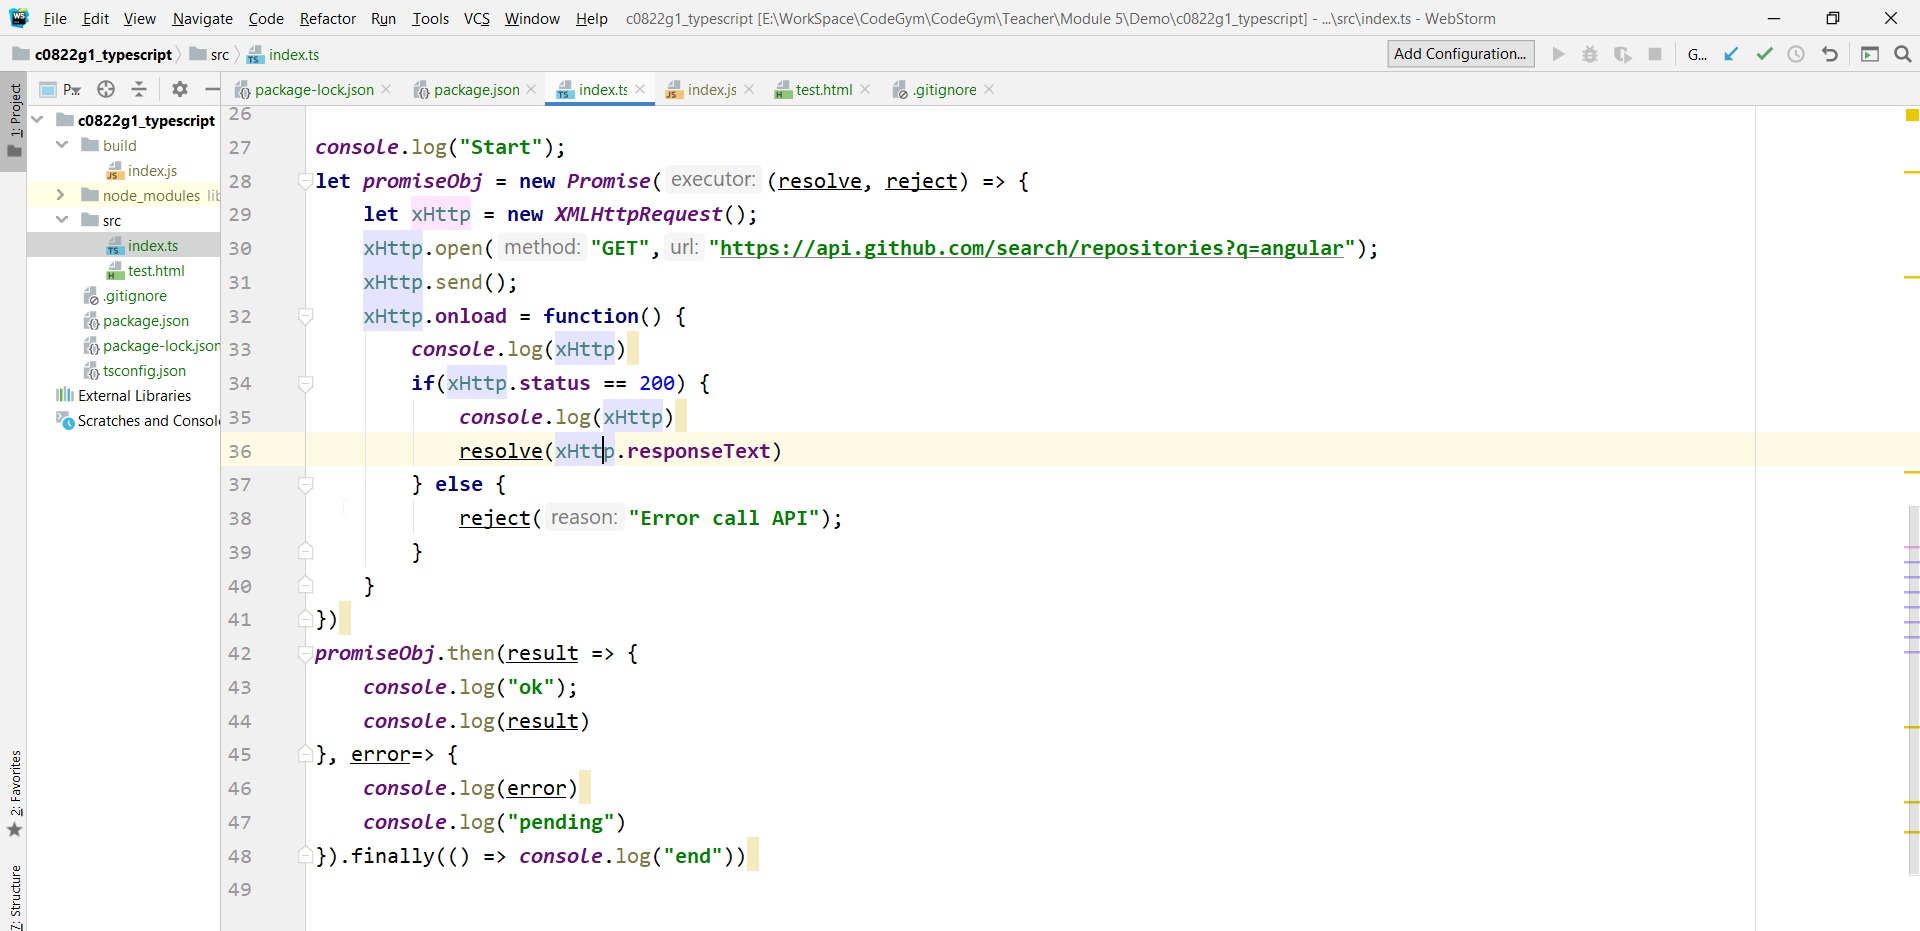 File Edit View Navigate Code Refactor Run Tools VCS Window Help c0822g1_typescript [E:\WorkSpace\CodeGym\CodeGym\Teacher\Module 5\Demo\c0822g1_typescript] - ...\src\index.ts - WebStorm
c0822g1_typescript src index.ts Add Configuration... G...
1: Project
P
package-lock.json package.json index.ts index.js test.html .gitignore
c0822g1_typescript
build
index.js
node_modules lib
src
index.ts
test.html
.gitignore
package.json
package-lock.json
tsconfig.json
External Libraries
Scratches and Consol
2: Favorites
7: Structure
26
27 console.log("Start");
28 let promiseObj = new Promise( executor: (resolve, reject) => {
29 let xHttp = new XMLHttpRequest();
30 xHttp.open( method: "GET", url: "https://api.github.com/search/repositories?q=angular");
31 xHttp.send();
32 xHttp.onload = function() {
33 console.log(xHttp)
34 if(xHttp.status == 200) {
35 console.log(xHttp)
36 resolve(xHttp.responseText)
37 } else {
38 reject( reason: "Error call API");
39 }
40 }
41 })
42 promiseObj.then(result => {
43 console.log("ok");
44 console.log(result)
45 }, error=> {
46 console.log(error)
47 console.log("pending")
48 }).finally(() => console.log("end"))
49